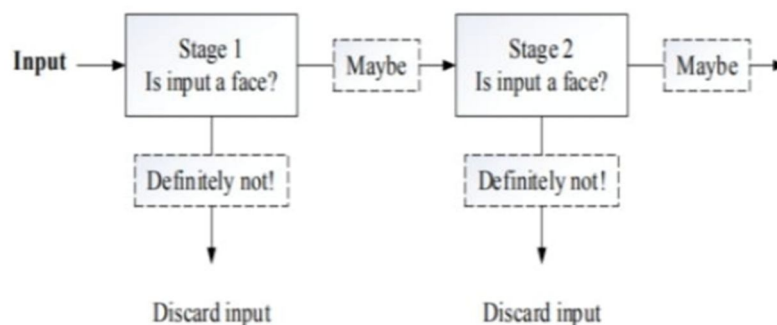 Input
Stage 1
Is input a face?
Maybe
Stage 2
Is input a face?
Maybe
Definitely not!
Definitely not!
Discard input
Discard input